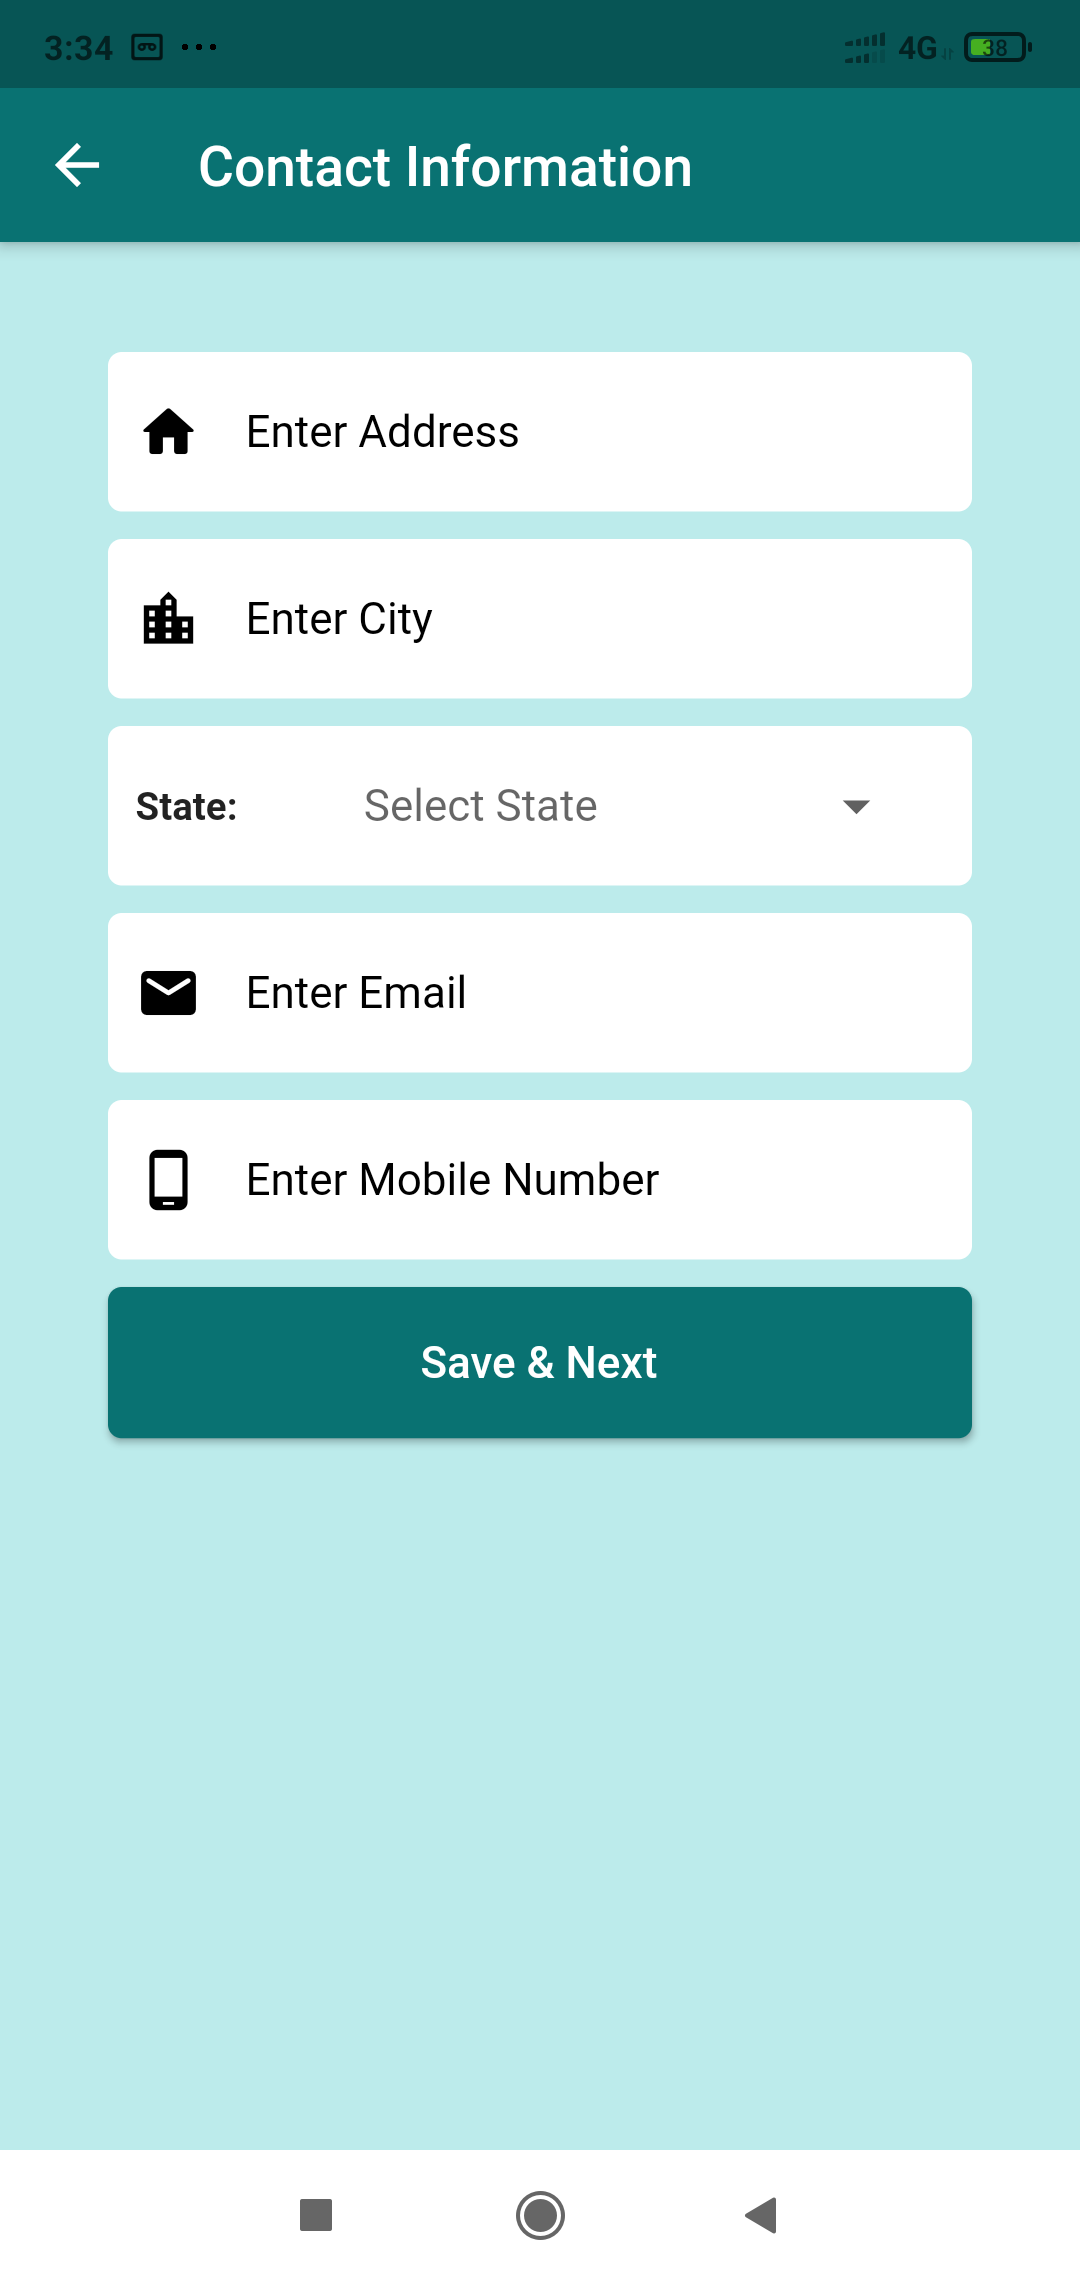 3:34 4G 38
Contact Information
Enter Address
Enter City
State: Select State
Enter Email
Enter Mobile Number
Save & Next